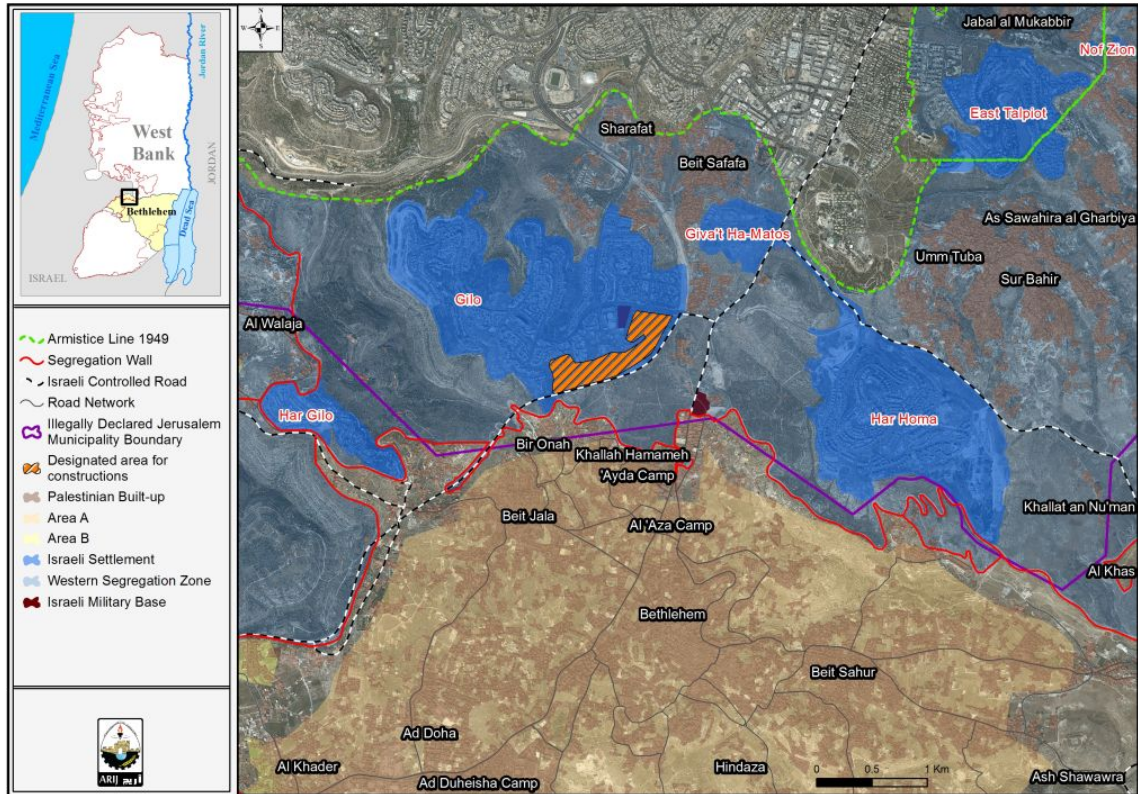 Mediterranean Sea
Jordan River
West
Bank
JORDAN
Bethlehem
Dead Sea
ISRAEL
Armistice Line 1949
Segregation Wall
Israeli Controlled Road
Road Network
Illegally Declared Jerusalem
Municipality Boundary
Designated area for
constructions
Palestinian Built-up
Area A
Area B
Israeli Settlement
Western Segregation Zone
Israeli Military Base
ARIJ أريج
N
W E
S
Jabal al Mukabbir
Nof Zion
East Talpiot
Sharafat
Beit Safafa
As Sawahira al Gharbiya
Giva't Ha-Matos
Umm Tuba
Sur Bahir
Gilo
Al Walaja
Har Gilo
Har Homa
Bir Onah
Khallah Hamameh
'Ayda Camp
Khallat an Nu'man
Beit Jala
Al 'Aza Camp
Al Khas
Bethlehem
Beit Sahur
Ad Doha
Al Khader
Hindaza
Ad Duheisha Camp
Ash Shawawra
0 0.5 1 Km